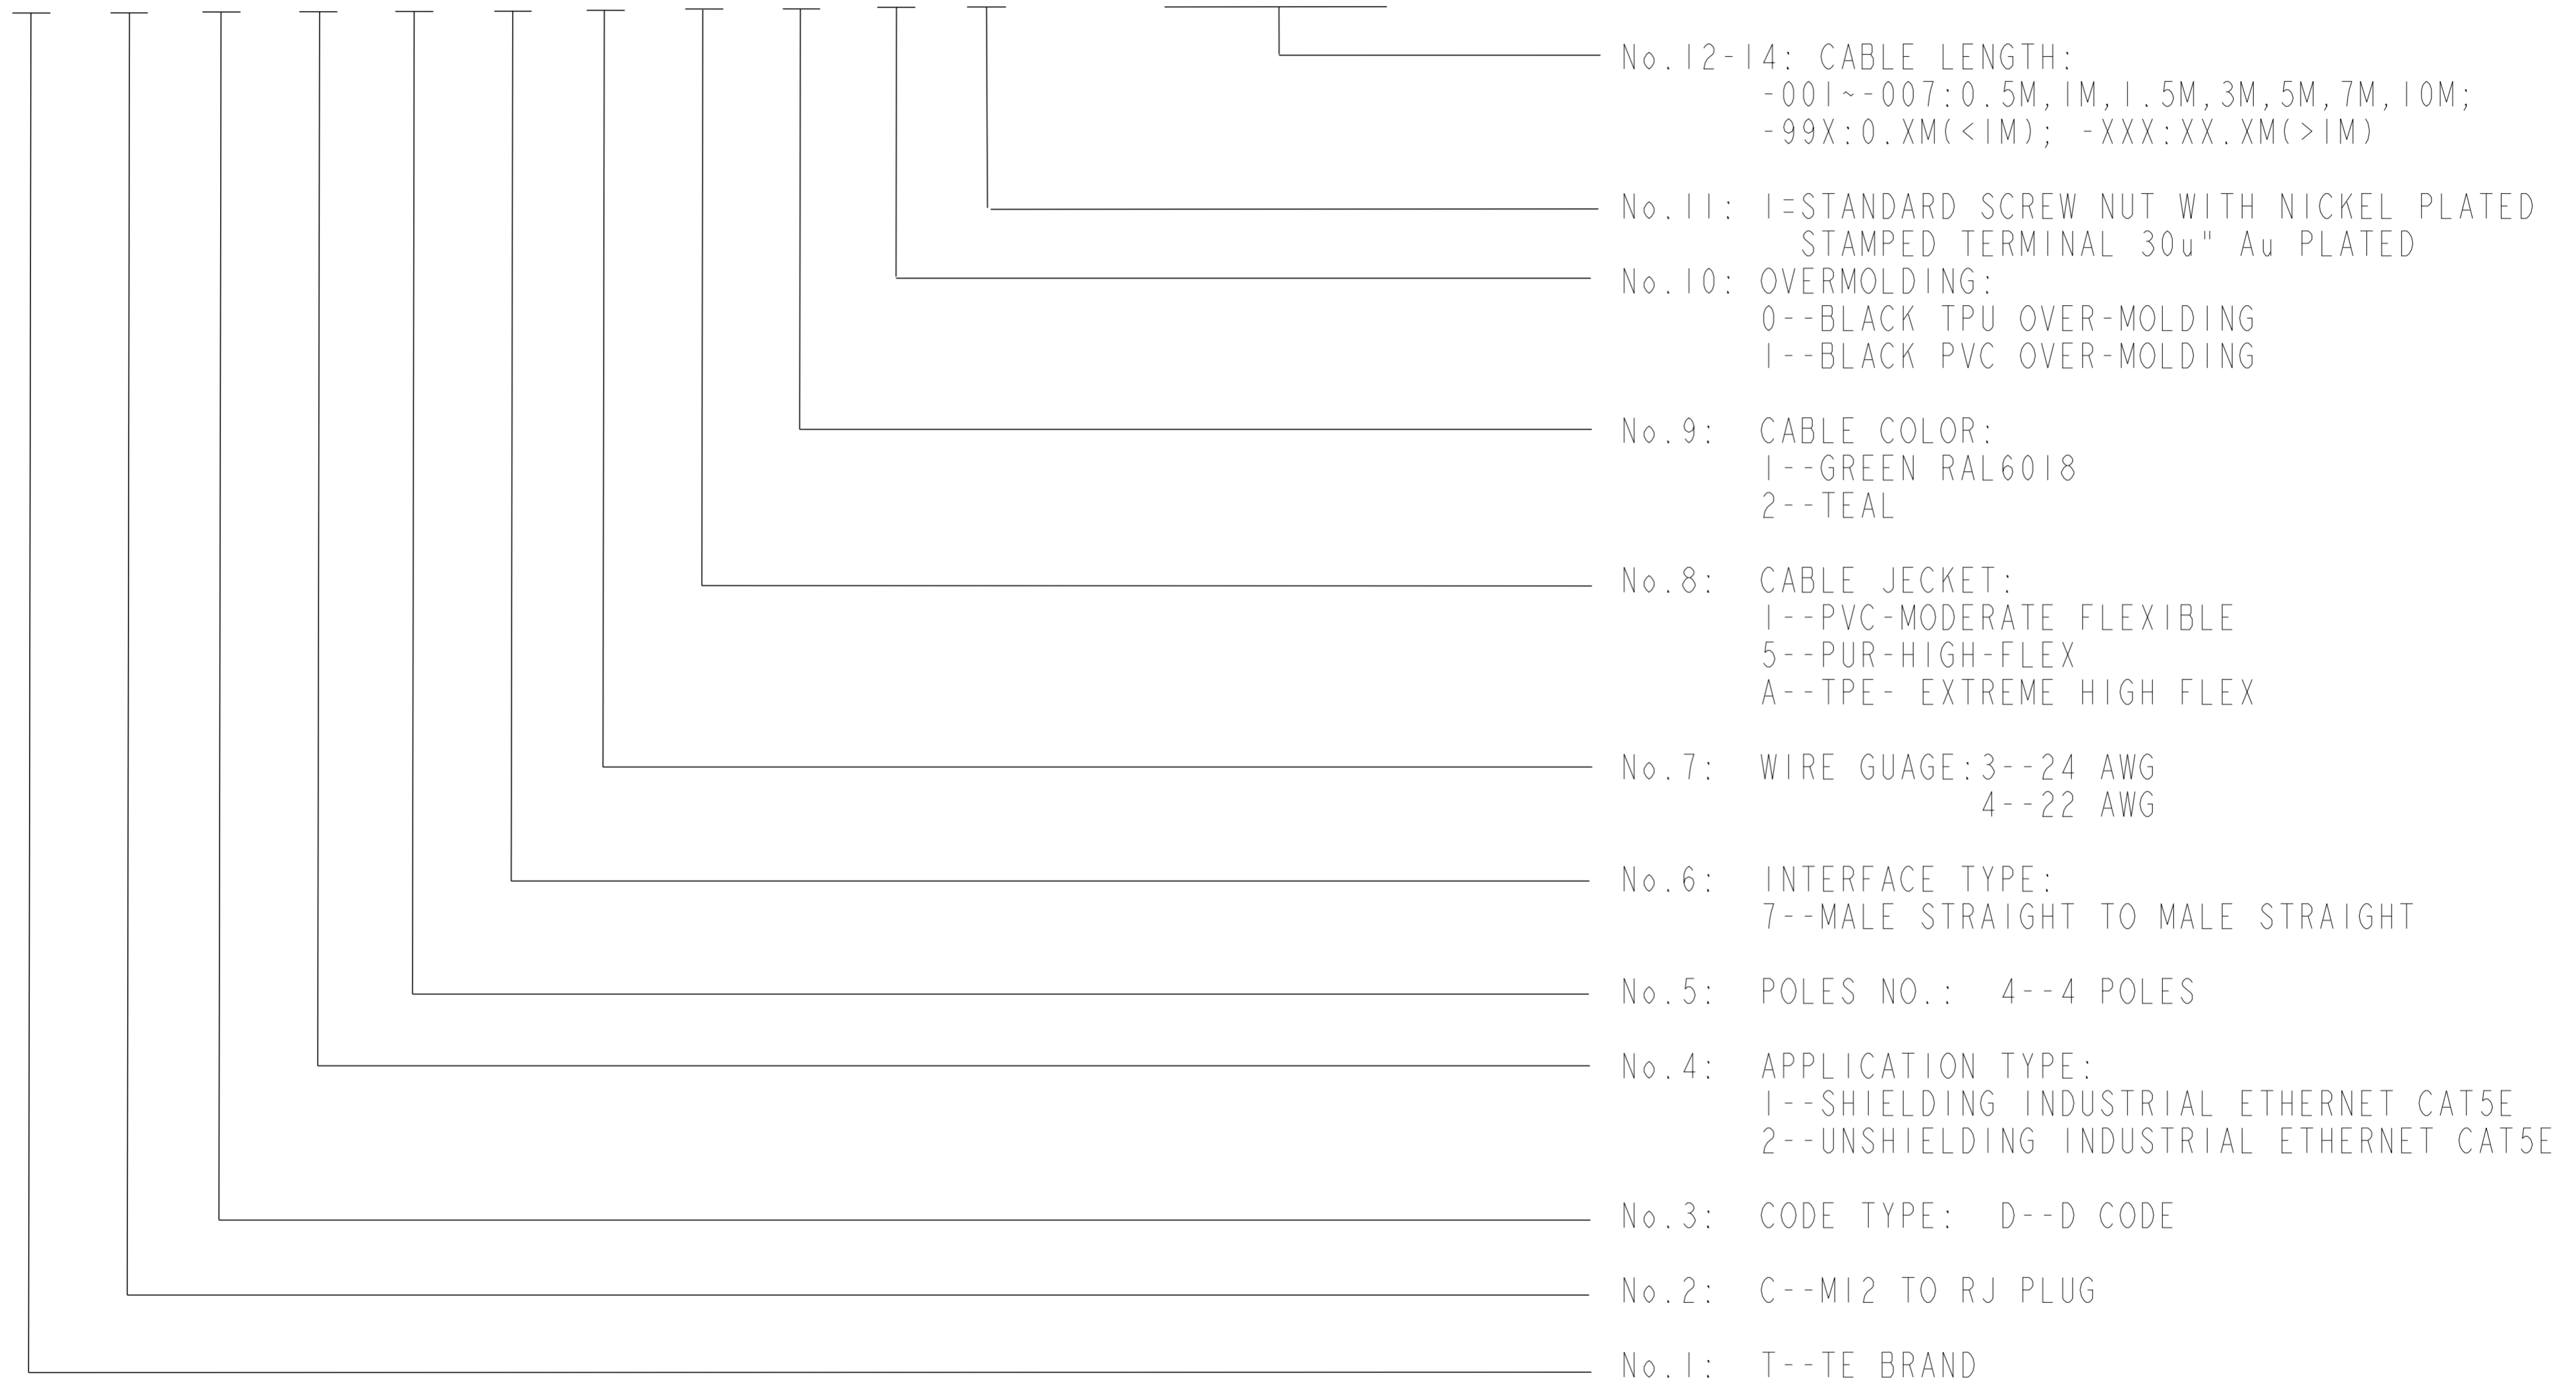 No.12-14: CABLE LENGTH:
-001~-007:0.5M,1M,1.5M,3M,5M,7M,10M;
-99X:0.XM(<1M); -XXX:XX.XM(>1M)
No.11: 1=STANDARD SCREW NUT WITH NICKEL PLATED
STAMPED TERMINAL 30u" Au PLATED
No.10: OVERMOLDING:
0--BLACK TPU OVER-MOLDING
1--BLACK PVC OVER-MOLDING
No.9: CABLE COLOR:
1--GREEN RAL6018
2--TEAL
No.8: CABLE JECKET:
1--PVC-MODERATE FLEXIBLE
5--PUR-HIGH-FLEX
A--TPE- EXTREME HIGH FLEX
No.7: WIRE GUAGE:3--24 AWG
4--22 AWG
No.6: INTERFACE TYPE:
7--MALE STRAIGHT TO MALE STRAIGHT
No.5: POLES NO.: 4--4 POLES
No.4: APPLICATION TYPE:
1--SHIELDING INDUSTRIAL ETHERNET CAT5E
2--UNSHIELDING INDUSTRIAL ETHERNET CAT5E
No.3: CODE TYPE: D--D CODE
No.2: C--M12 TO RJ PLUG
No.1: T--TE BRAND